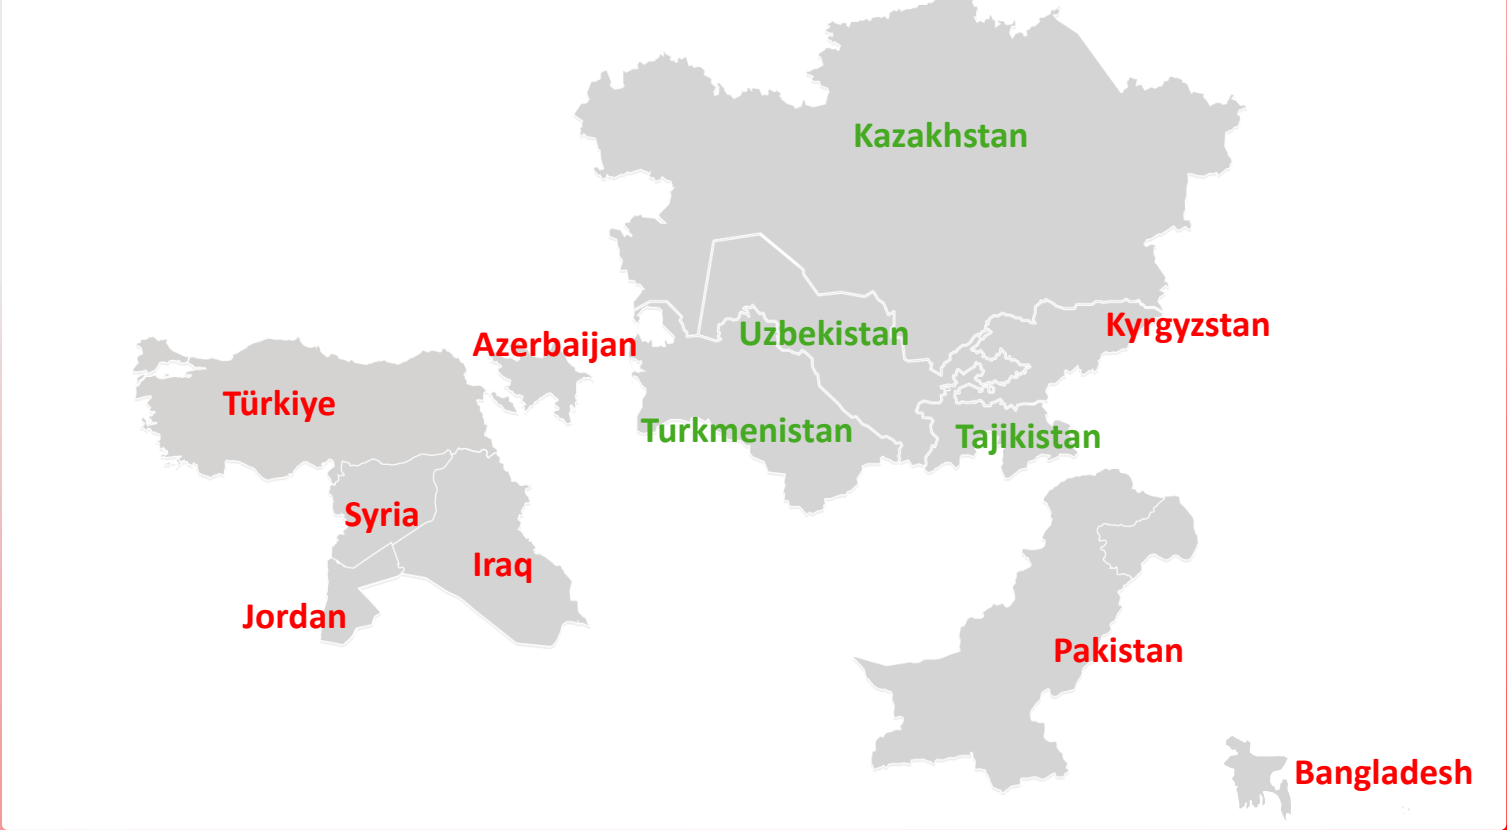 Kazakhstan
Kyrgyzstan
Uzbekistan
Azerbaijan
Türkiye
Turkmenistan
Tajikistan
Syria
Iraq
Jordan
Pakistan
Bangladesh